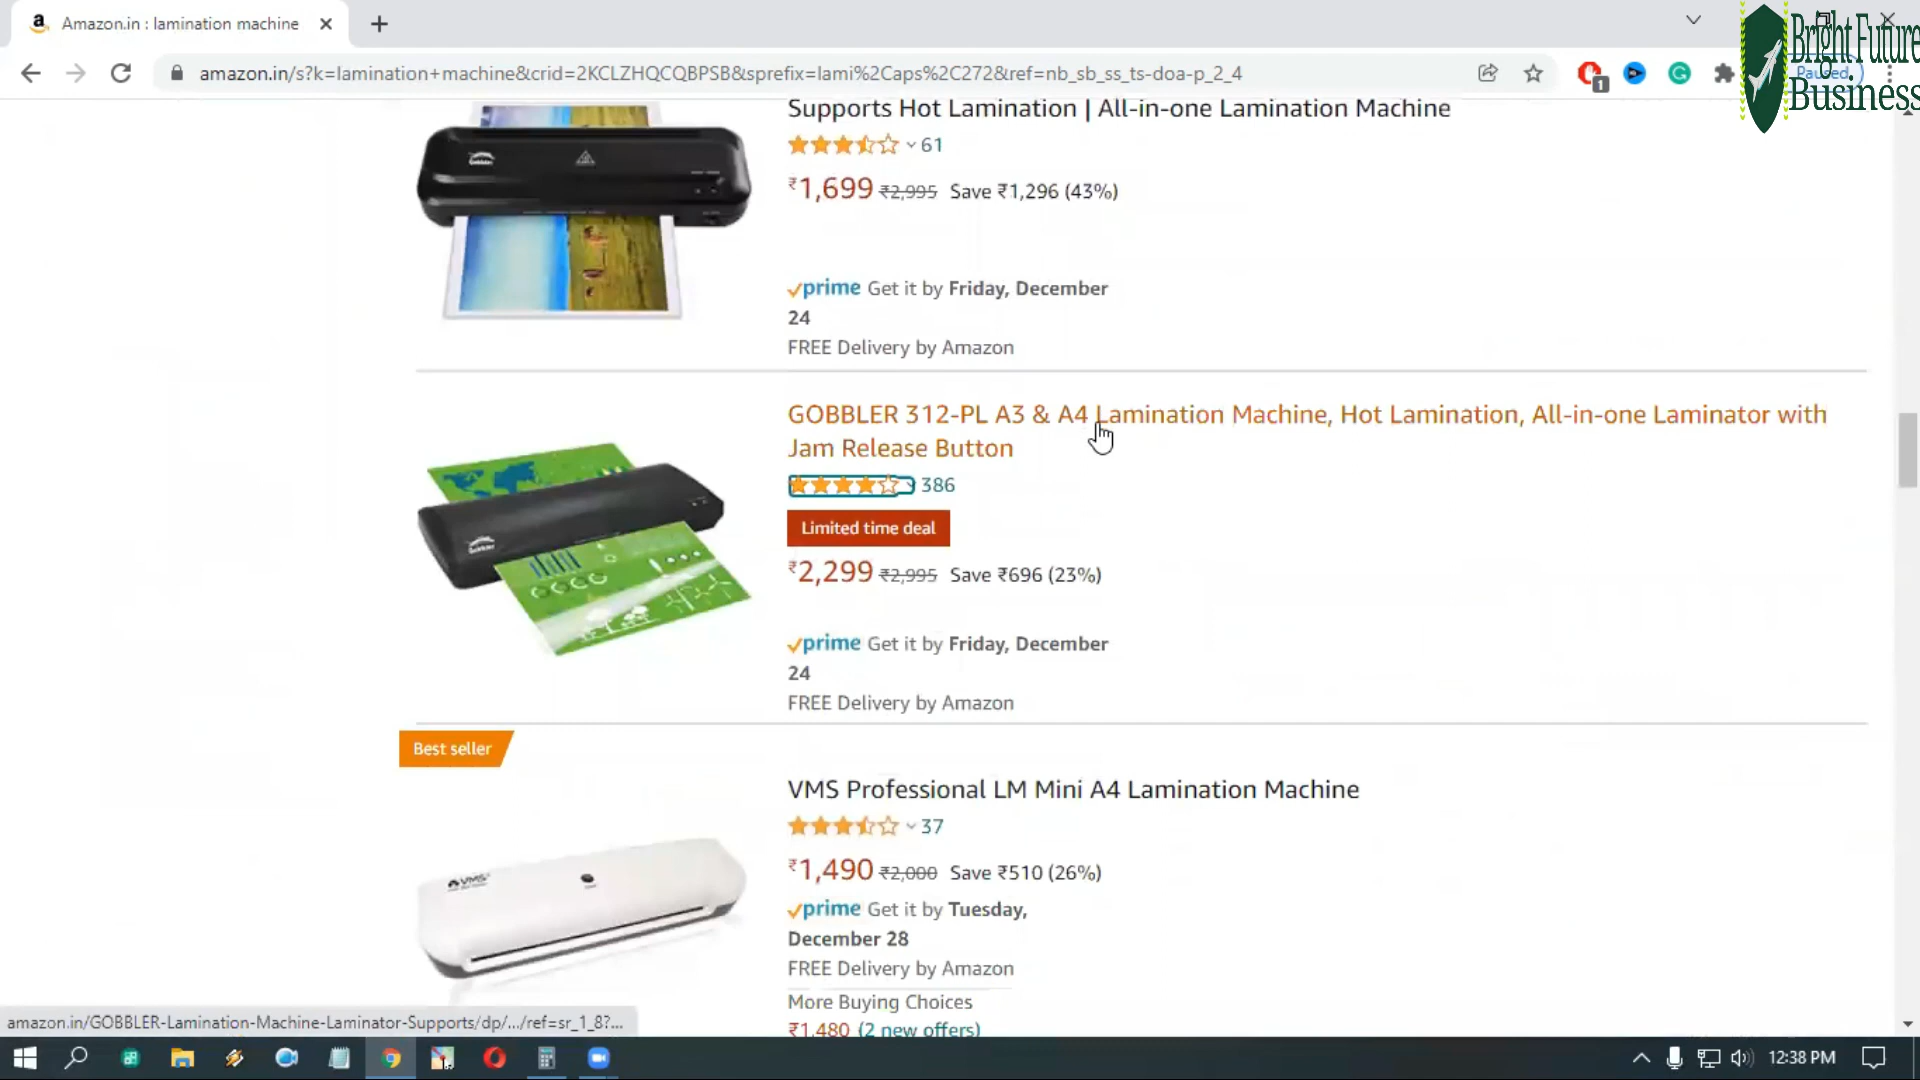 Amazon.in : lamination machine
Bright Future
Business
amazon.in/s?k=lamination+machine&crid=2KCLZHQCQBPSB&sprefix=lami%2Caps%2C272&ref=nb_sb_ss_ts-doa-p_2_4
1
Paused
Supports Hot Lamination | All-in-one Lamination Machine
61
₹1,699 ₹2,995 Save ₹1,296 (43%)
prime Get it by Friday, December
24
FREE Delivery by Amazon
Gobbler
GOBBLER 312-PL A3 & A4 Lamination Machine, Hot Lamination, All-in-one Laminator with
Jam Release Button
386
Limited time deal
₹2,299 ₹2,995 Save ₹696 (23%)
prime Get it by Friday, December
24
FREE Delivery by Amazon
Gobbler
Best seller
VMS Professional LM Mini A4 Lamination Machine
37
₹1,490 ₹2,000 Save ₹510 (26%)
prime Get it by Tuesday,
December 28
FREE Delivery by Amazon
More Buying Choices
₹1,480 (2 new offers)
VMS
amazon.in/GOBBLER-Lamination-Machine-Laminator-Supports/dp/.../ref=sr_1_8?...
12:38 PM